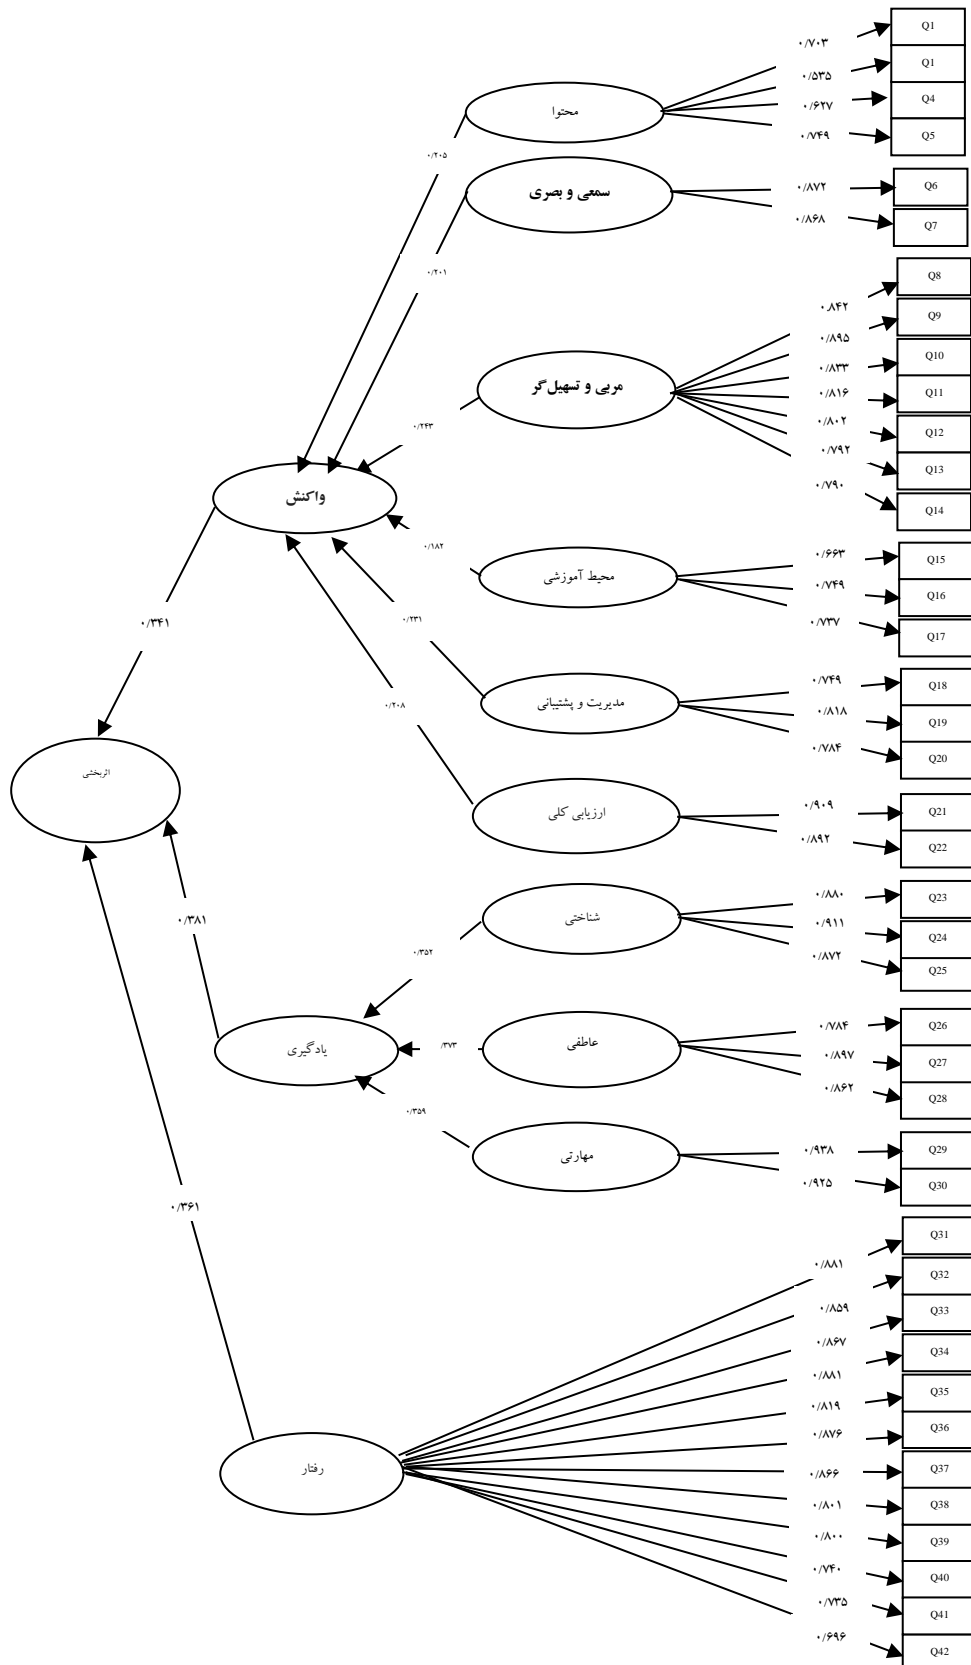 Q1
۰/۷۰۳
Q1
۰/۵۳۵
محتوا
Q4
۰/۶۲۷
Q5
۰/۷۴۹
۰/۲۰۵
سمعی و بصری
۰/۸۷۲
Q6
۰/۸۶۸
Q7
۰/۲۰۱
Q8
۰.۸۴۲
Q9
۰/۸۹۵
Q10
۰/۸۳۳
مربی و تسهیل‌گر
Q11
۰/۸۱۶
۰/۲۴۳
Q12
۰/۸۰۲
Q13
۰/۷۹۲
۰/۷۹۰
واکنش
Q14
۰/۱۸۲
۰/۶۶۳
Q15
محیط آموزشی
۰/۷۴۹
Q16
۰/۷۳۷
Q17
۰/۳۴۱
۰/۲۳۱
۰/۷۴۹
Q18
مدیریت و پشتیبانی
۰/۲۰۸
۰/۸۱۸
Q19
۰/۷۸۴
Q20
اثربخشی
۰/۹۰۹
Q21
ارزیابی کلی
۰/۸۹۲
Q22
۰/۸۸۰
Q23
شناختی
۰/۳۸۱
۰/۹۱۱
Q24
۰/۳۵۲
۰/۸۷۲
Q25
۰/۷۸۴
Q26
عاطفی
یادگیری
/۳۷۳
۰/۸۹۷
Q27
۰/۸۶۲
Q28
۰/۳۵۹
مهارتی
۰/۹۳۸
Q29
۰/۹۲۵
Q30
۰/۳۶۱
Q31
۰/۸۸۱
Q32
۰/۸۵۹
Q33
۰/۸۶۷
Q34
۰/۸۸۱
Q35
۰/۸۱۹
Q36
۰/۸۷۶
رفتار
Q37
۰/۸۶۶
Q38
۰/۸۰۱
Q39
۰/۸۰۰
Q40
۰/۷۴۰
Q41
۰/۷۳۵
Q42
۰/۶۹۶